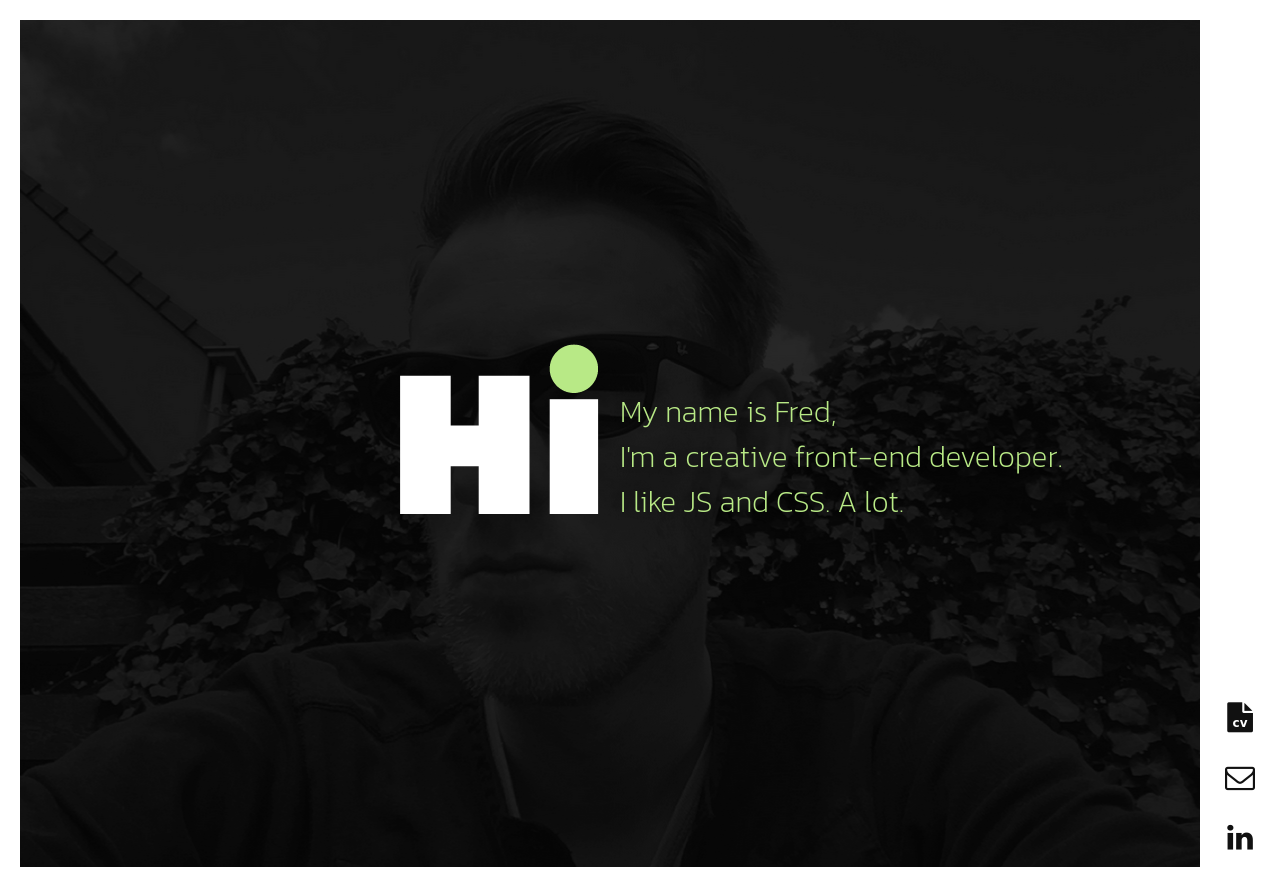 Hi
My name is Fred,
I'm a creative front-end developer.
I like JS and CSS. A lot.
cv
in